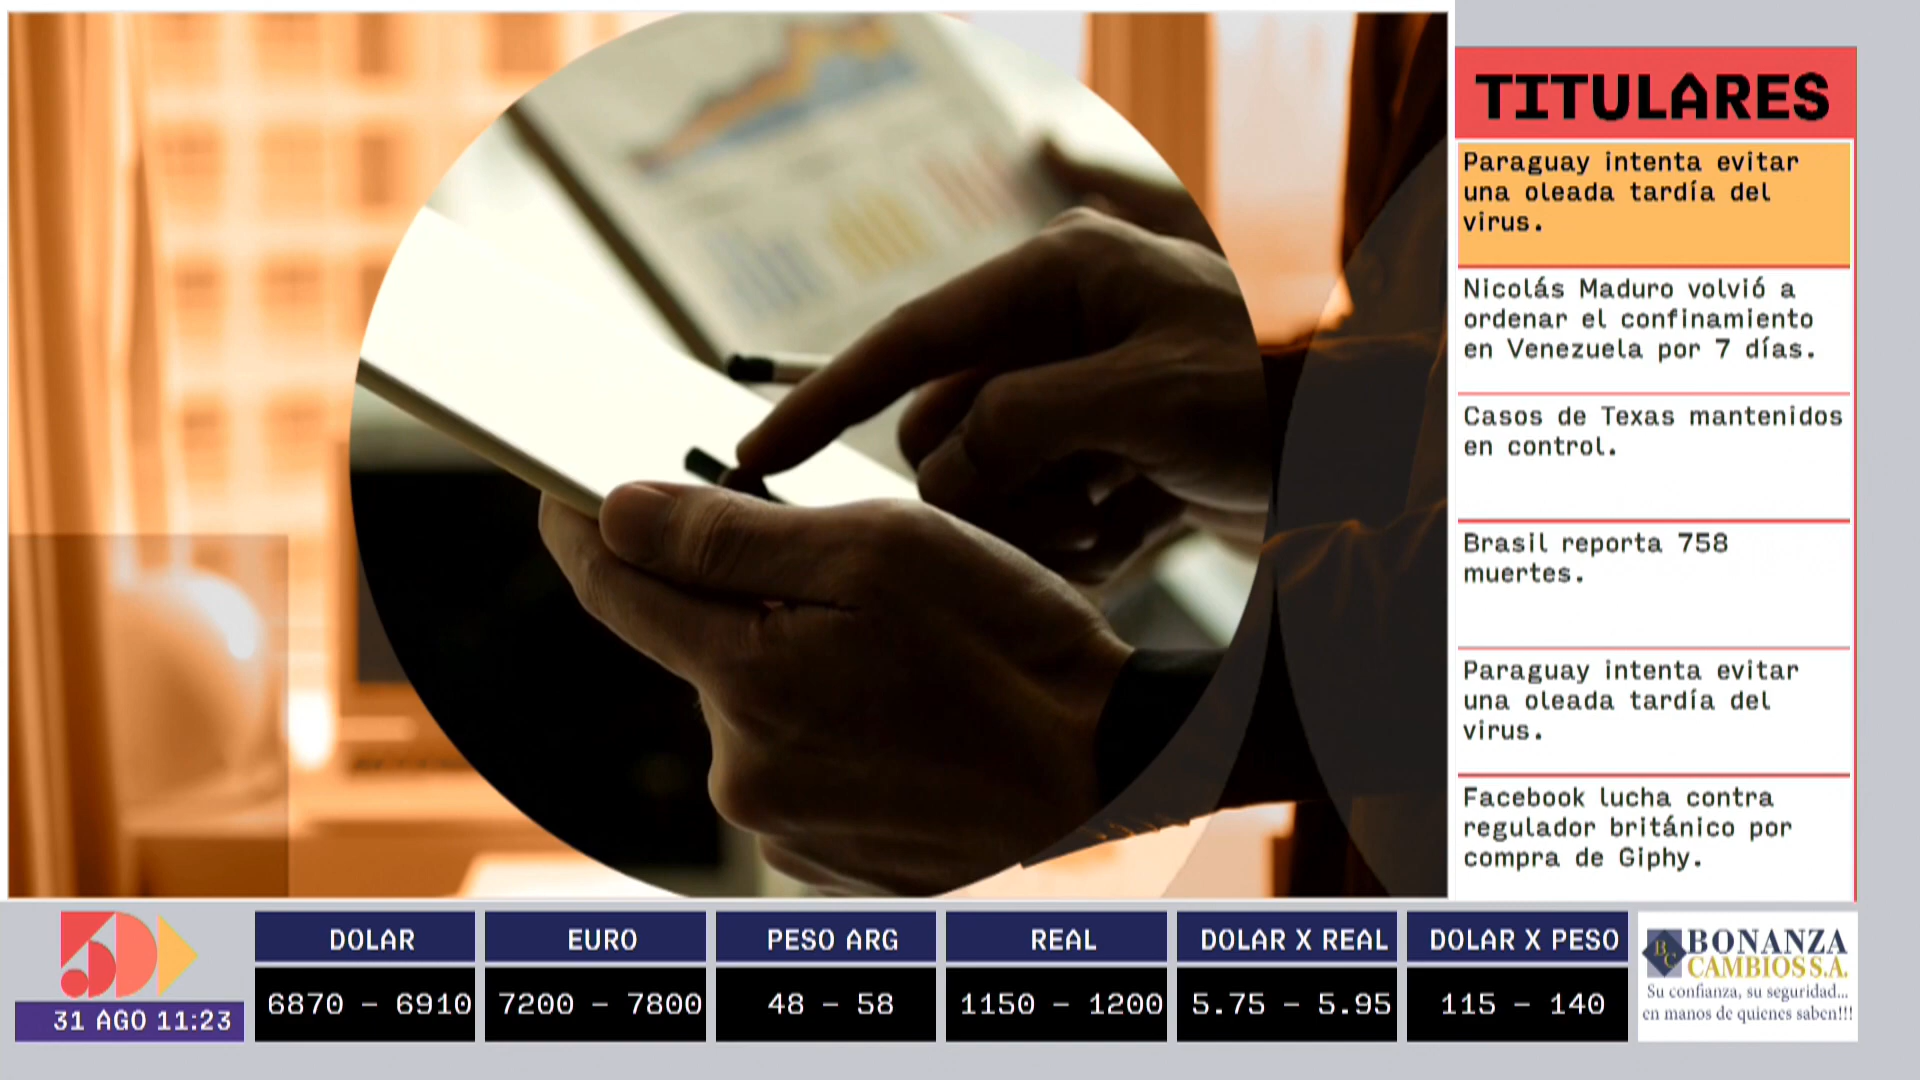 TITULARES
Paraguay intenta evitar
una oleada tardía del
virus.
Nicolás Maduro volvió a
ordenar el confinamiento
en Venezuela por 7 días.
Casos de Texas mantenidos
en control.
Brasil reporta 758
muertes.
Paraguay intenta evitar
una oleada tardía del
virus.
Facebook lucha contra
regulador británico por
compra de Giphy.
5D
31 AGO 11:23
DOLAR
6870 - 6910
EURO
7200 - 7800
PESO ARG
48 - 58
REAL
1150 - 1200
DOLAR X REAL
5.75 - 5.95
DOLAR X PESO
115 - 140
BC
BONANZA
CAMBIOS S.A.
Su confianza, su seguridad...
en manos de quienes saben!!!